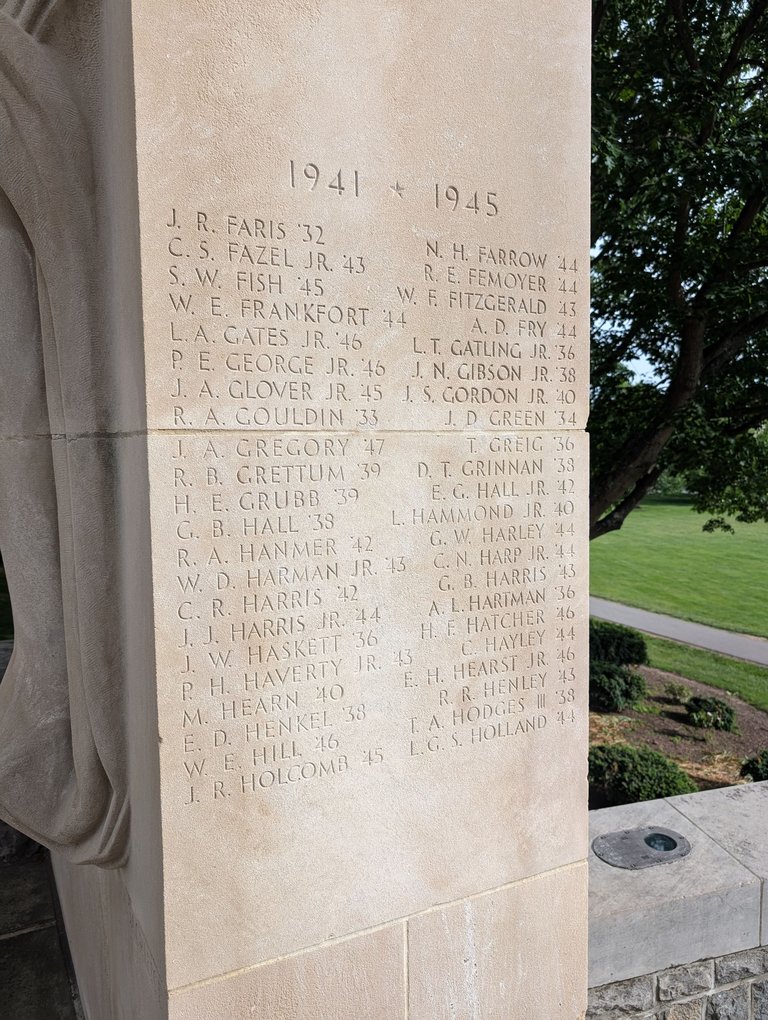 1941 ★ 1945
J. R. FARIS '32
C. S. FAZEL JR. '43
S. W. FISH '45
W. E. FRANKFORT '44
L. A. GATES JR. '46
P. E. GEORGE JR. '46
J. A. GLOVER JR. '45
R. A. GOULDIN '33
J. A. GREGORY '47
R. B. GRETTUM '39
H. E. GRUBB '39
G. B. HALL '38
R. A. HANMER '42
W. D. HARMAN JR. '43
C. R. HARRIS '42
J. J. HARRIS JR. '44
J. W. HASKETT '36
P. H. HAVERTY JR. '43
M. HEARN '40
E. D. HENKEL '38
W. E. HILL '46
J. R. HOLCOMB '45
N. H. FARROW '44
R. E. FEMOYER '44
W. F. FITZGERALD '43
A. D. FRY '44
L. T. GATLING JR. '36
J. N. GIBSON JR. '38
J. S. GORDON JR. '40
J. D. GREEN '34
T. GREIG '36
D. T. GRINNAN '38
E. G. HALL JR. '42
L. HAMMOND JR. '40
G. W. HARLEY '44
C. N. HARP JR. '44
G. B. HARRIS '43
A. L. HARTMAN '36
H. F. HATCHER '46
C. HAYLEY '44
E. H. HEARST JR. '46
R. R. HENLEY '43
T. A. HODGES III '38
L. G. S. HOLLAND '44